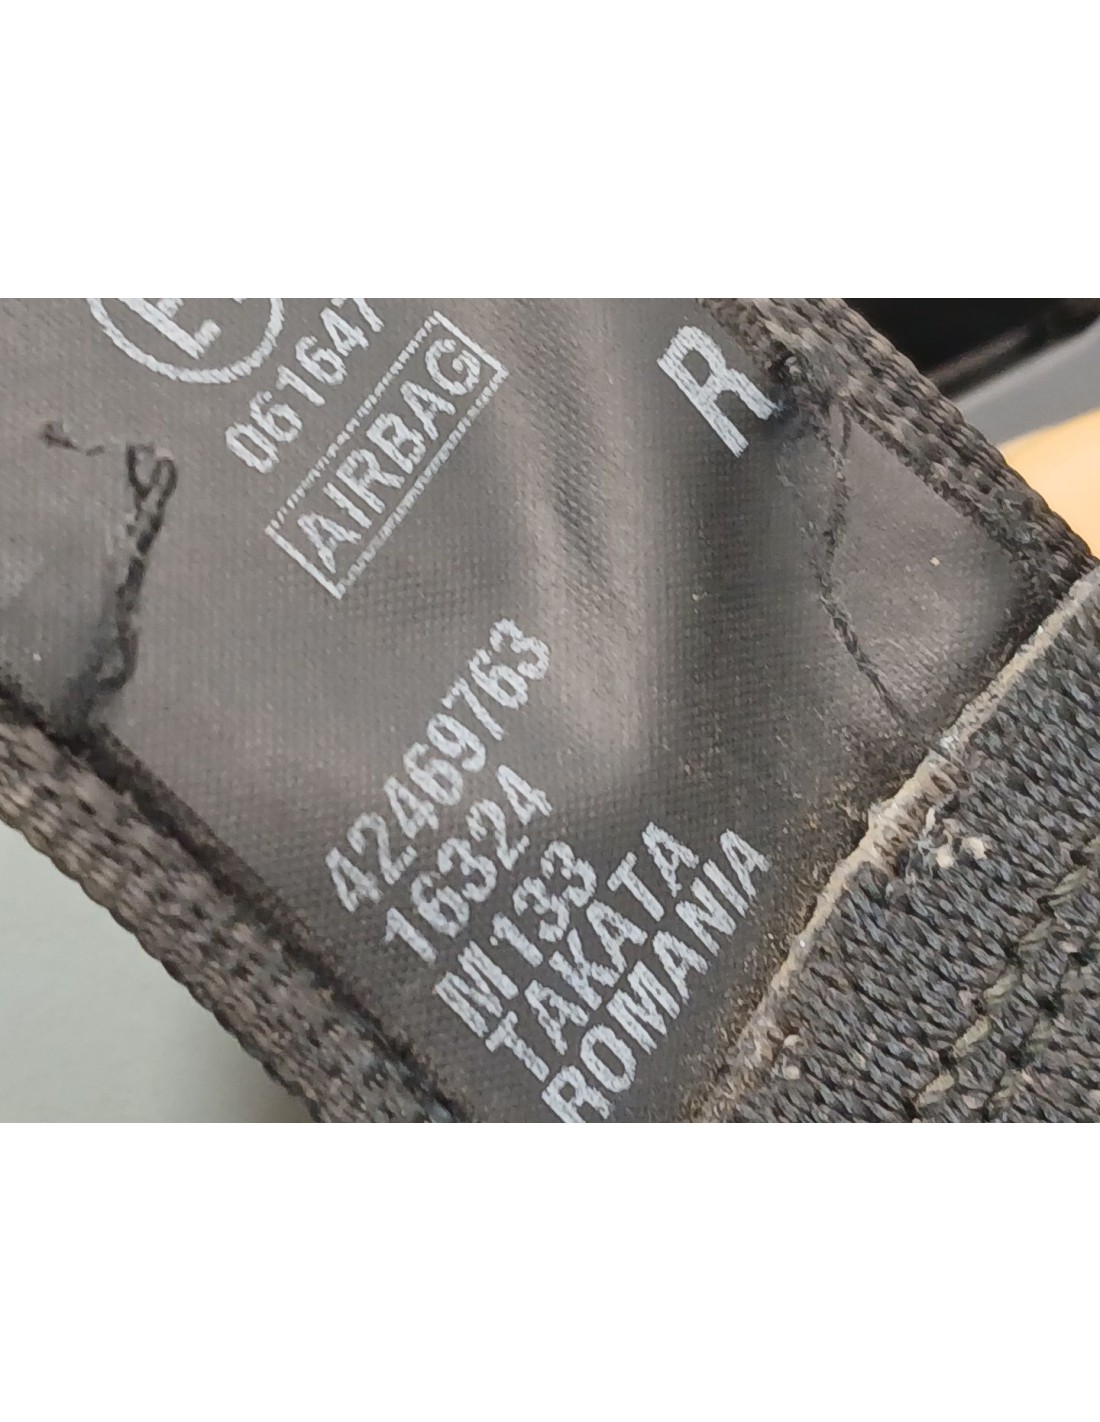 E
061647
AIRBAG
R
42469763
16324
M133
TAKATA
ROMANIA